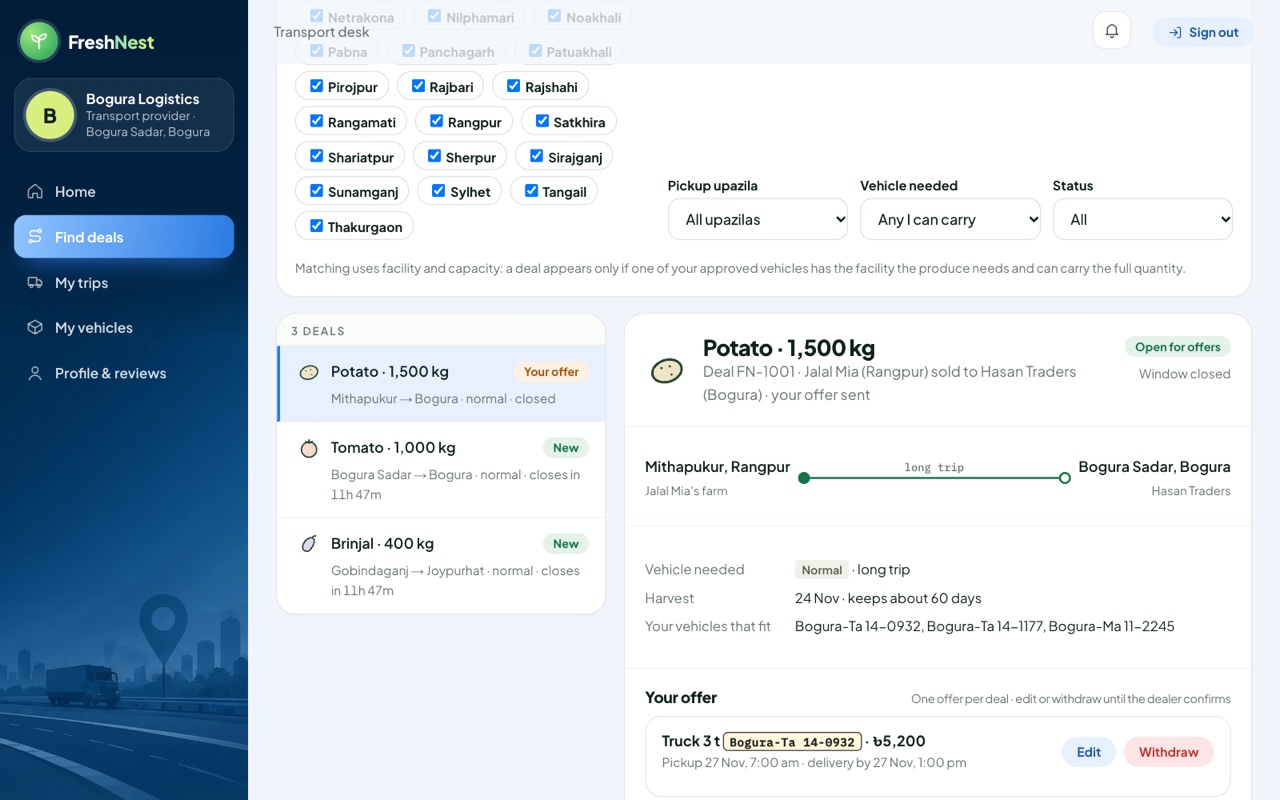 FreshNest
B
Bogura Logistics
Transport provider ·
Bogura Sadar, Bogura
Home
Find deals
My trips
My vehicles
Profile & reviews
Transport desk
Sign out
Netrakona Nilphamari Noakhali
Pabna Panchagarh Patuakhali
Pirojpur Rajbari Rajshahi
Rangamati Rangpur Satkhira
Shariatpur Sherpur Sirajganj
Sunamganj Sylhet Tangail
Thakurgaon
Pickup upazila
All upazilas
Vehicle needed
Any I can carry
Status
All
Matching uses facility and capacity: a deal appears only if one of your approved vehicles has the facility the produce needs and can carry the full quantity.
3 DEALS
Potato · 1,500 kg
Your offer
Mithapukur → Bogura · normal · closed
Tomato · 1,000 kg
New
Bogura Sadar → Bogura · normal · closes in
11h 47m
Brinjal · 400 kg
New
Gobindaganj → Joypurhat · normal · closes
in 11h 47m
Potato · 1,500 kg
Deal FN-1001 · Jalal Mia (Rangpur) sold to Hasan Traders
(Bogura) · your offer sent
Open for offers
Window closed
Mithapukur, Rangpur
Jalal Mia's farm
long trip
Bogura Sadar, Bogura
Hasan Traders
Vehicle needed Normal · long trip
Harvest 24 Nov · keeps about 60 days
Your vehicles that fit Bogura-Ta 14-0932, Bogura-Ta 14-1177, Bogura-Ma 11-2245
Your offer
One offer per deal · edit or withdraw until the dealer confirms
Truck 3 t Bogura-Ta 14-0932 · ৳5,200
Pickup 27 Nov, 7:00 am · delivery by 27 Nov, 1:00 pm
Edit
Withdraw